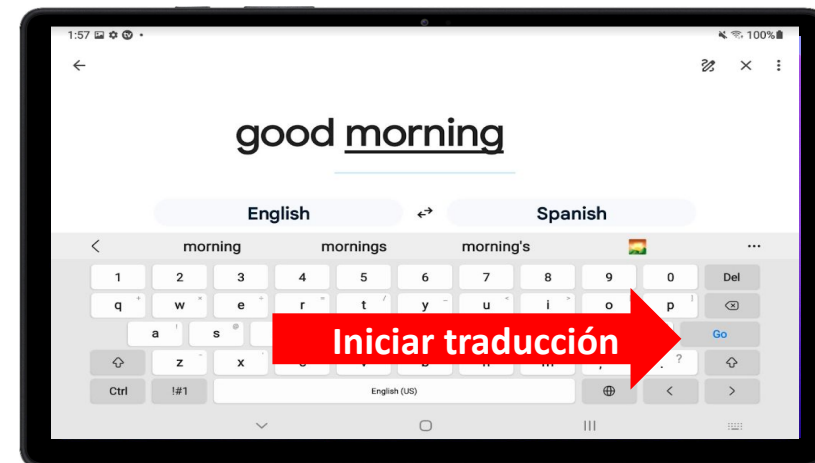 1:57 100%
good morning
English Spanish
morning mornings morning's ...
1 2 3 4 5 6 7 8 9 0 Del
q w e r t y u i o p
a ! s @ Go
Iniciar traducción
z x ?
Ctrl !#1 English (US) < >